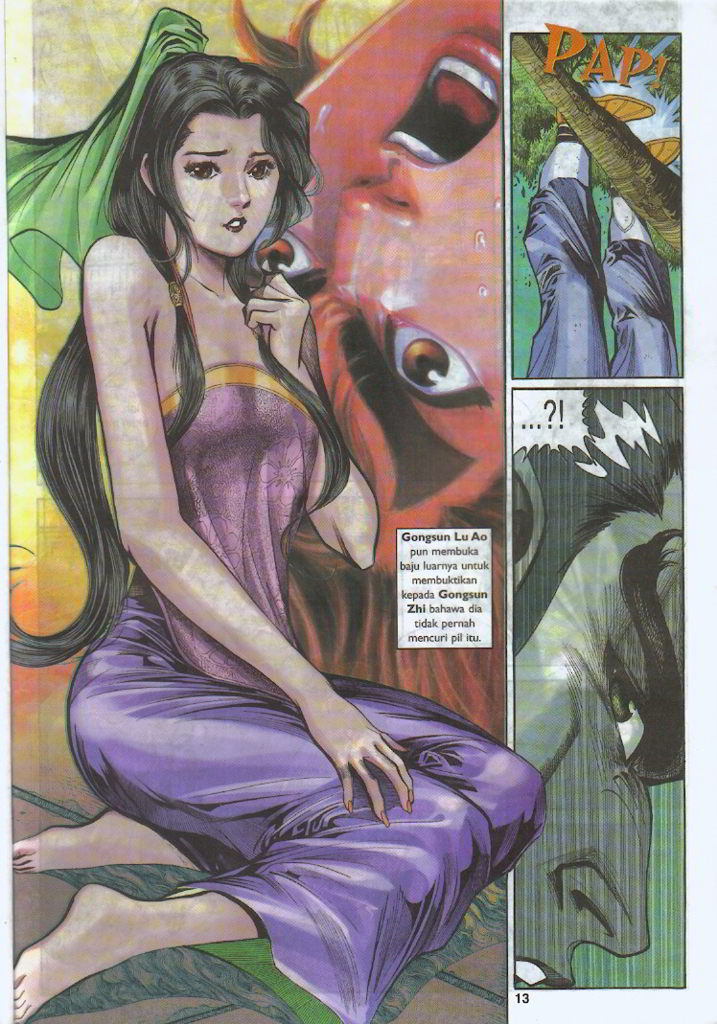 PAP!
...?!
Gongsun Lu Ao
pun membuka
baju luarnya untuk
membuktikan
kepada Gongsun
Zhi bahawa dia
tidak pernah
mencuri pil itu.
13